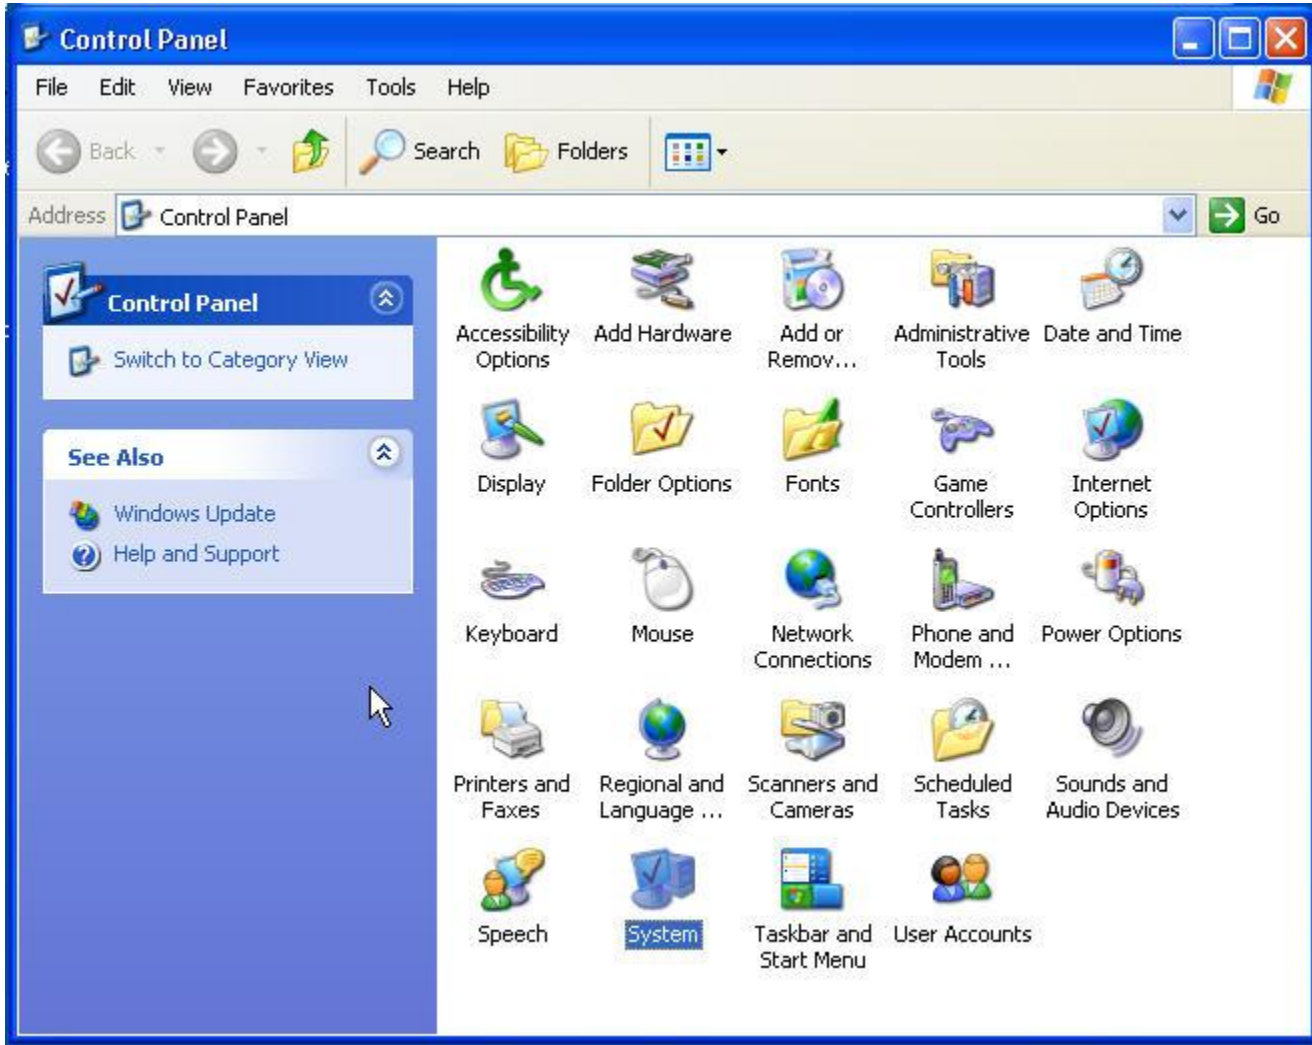 Control Panel
File Edit View Favorites Tools Help
Back Search Folders
Address Control Panel Go
Control Panel
Switch to Category View
See Also
Windows Update
Help and Support
Accessibility Options
Add Hardware
Add or Remov...
Administrative Tools
Date and Time
Display
Folder Options
Fonts
Game Controllers
Internet Options
Keyboard
Mouse
Network Connections
Phone and Modem ...
Power Options
Printers and Faxes
Regional and Language ...
Scanners and Cameras
Scheduled Tasks
Sounds and Audio Devices
Speech
System
Taskbar and Start Menu
User Accounts